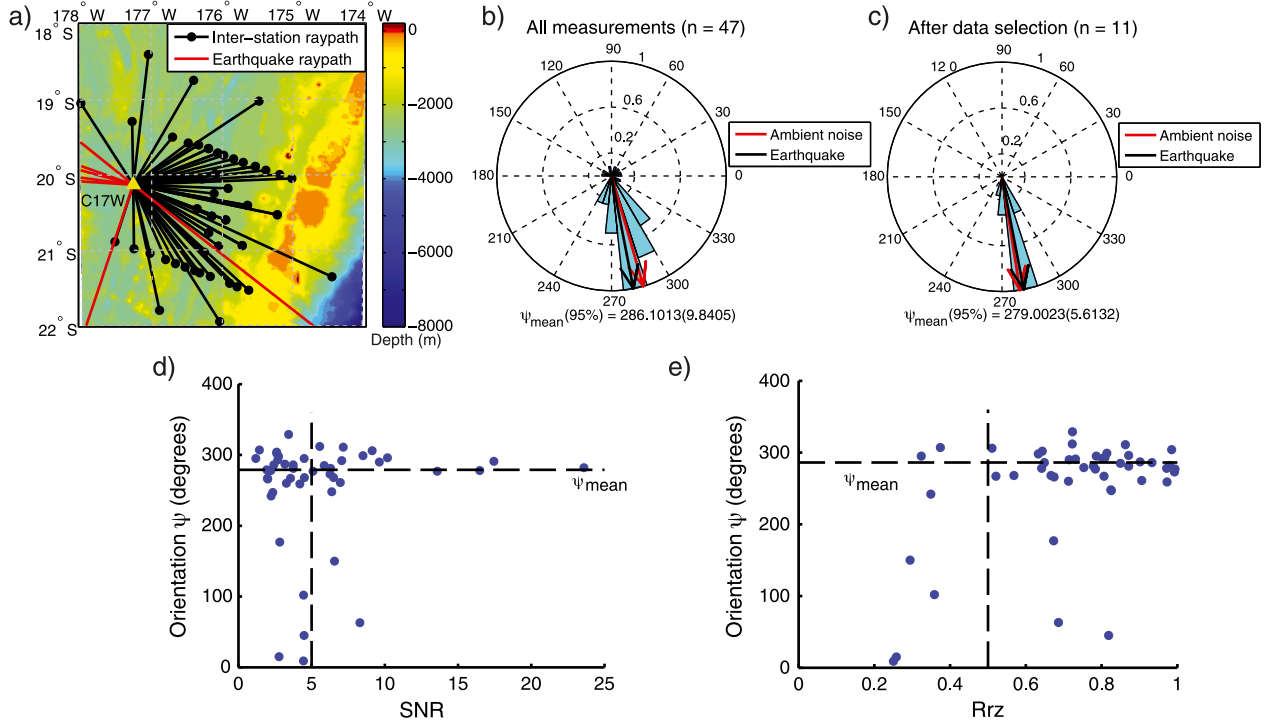 a)
178° W 177° W 176° W 175° W 174° W
18° S
19° S
20° S
21° S
22° S
Inter−station raypath
Earthquake raypath
C17W
0
−2000
−4000
−6000
−8000
Depth (m)
b)
All measurements (n = 47)
90
1
120
60
0.6
150
30
0.2
180
0
210
330
240
300
270
Ambient noise
Earthquake
ψmean(95%) = 286.1013(9.8405)
c)
After data selection (n = 11)
90
1
120
60
0.6
150
30
0.2
180
0
210
330
240
300
270
Ambient noise
Earthquake
ψmean(95%) = 279.0023(5.6132)
d)
400
300
200
100
0
Orientation ψ (degrees)
ψmean
0 5 10 15 20 25
SNR
e)
400
300
200
100
0
Orientation ψ (degrees)
ψmean
0 0.2 0.4 0.6 0.8 1
Rrz